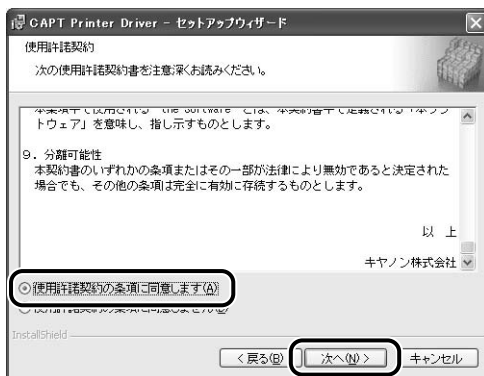 CAPT Printer Driver - セットアップウィザード
使用許諾契約
次の使用許諾契約書を注意深くお読みください。
トウェア」を意味し、指し示すものとします。
9. 分離可能性
本契約書のいずれかの条項またはその一部が法律により無効であると決定された
場合でも、その他の条項は完全に有効に存続するものとします。
以 上
キヤノン株式会社
使用許諾契約の条項に同意します(A)
InstallShield
< 戻る(B)
次へ(N) >
キャンセル